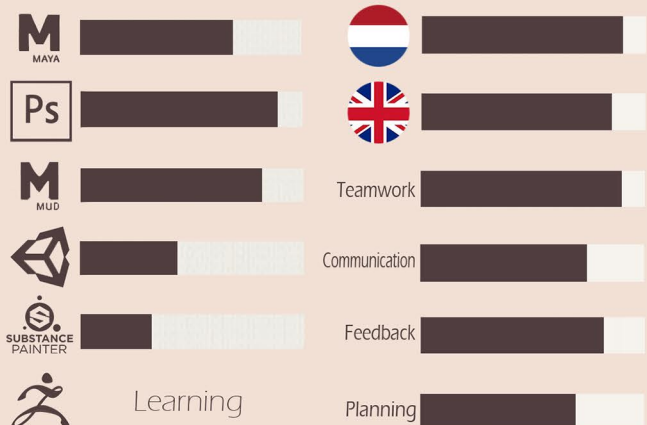 MAYA
Ps
MUD
SUBSTANCE
PAINTER
Learning
Teamwork
Communication
Feedback
Planning